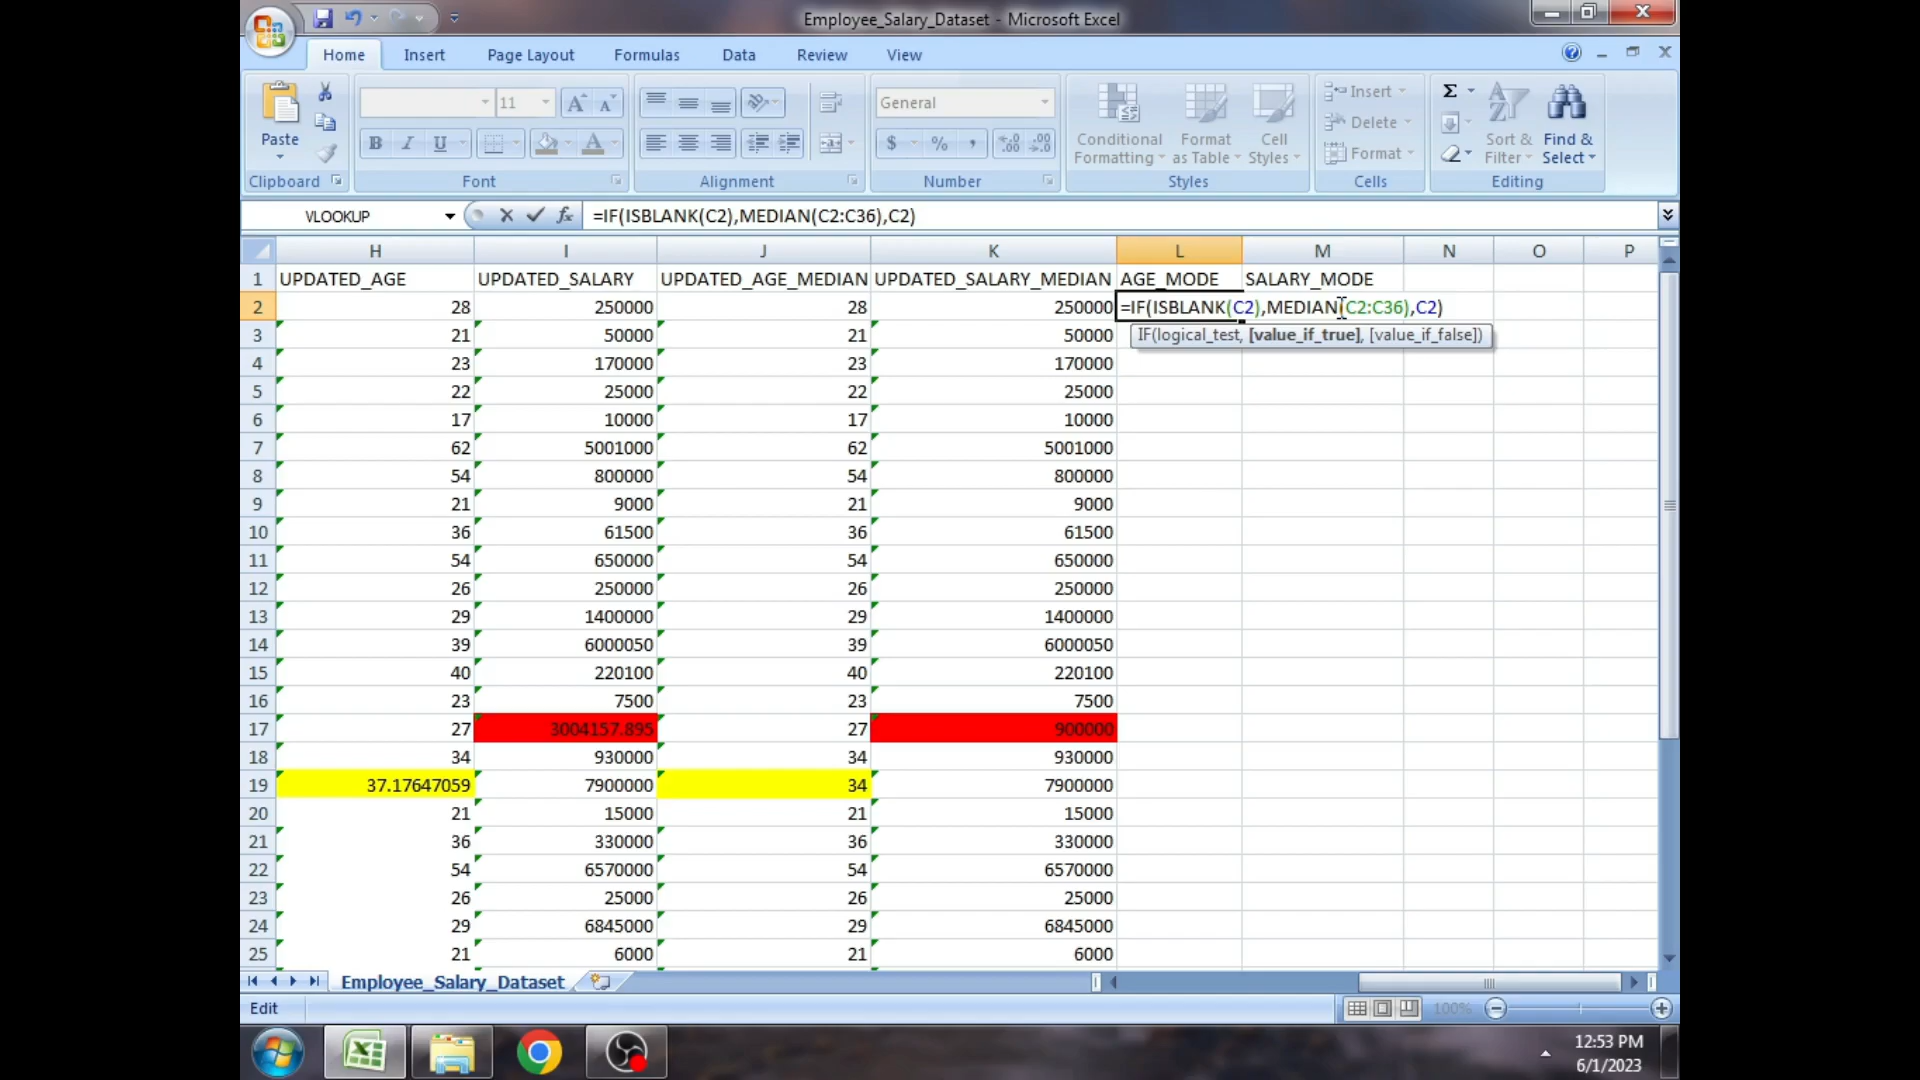 Employee_Salary_Dataset - Microsoft Excel
Home Insert Page Layout Formulas Data Review View
11 General
Paste
B I U $ % ,
Conditional Formatting
Format as Table
Cell Styles
Insert
Delete
Format
Σ
Sort & Filter
Find & Select
Clipboard Font Alignment Number Styles Cells Editing
VLOOKUP fx =IF(ISBLANK(C2),MEDIAN(C2:C36),C2)
H I J K L M N O P
1 UPDATED_AGE UPDATED_SALARY UPDATED_AGE_MEDIAN UPDATED_SALARY_MEDIAN AGE_MODE SALARY_MODE
2 28 250000 28 250000 =IF(ISBLANK(C2),MEDIAN(C2:C36),C2)
3 21 50000 21 50000 IF(logical_test, [value_if_true], [value_if_false])
4 23 170000 23 170000
5 22 25000 22 25000
6 17 10000 17 10000
7 62 5001000 62 5001000
8 54 800000 54 800000
9 21 9000 21 9000
10 36 61500 36 61500
11 54 650000 54 650000
12 26 250000 26 250000
13 29 1400000 29 1400000
14 39 6000050 39 6000050
15 40 220100 40 220100
16 23 7500 23 7500
17 27 3004157.895 27 900000
18 34 930000 34 930000
19 37.17647059 7900000 34 7900000
20 21 15000 21 15000
21 36 330000 36 330000
22 54 6570000 54 6570000
23 26 25000 26 25000
24 29 6845000 29 6845000
25 21 6000 21 6000
Employee_Salary_Dataset
Edit 100%
12:53 PM
6/1/2023